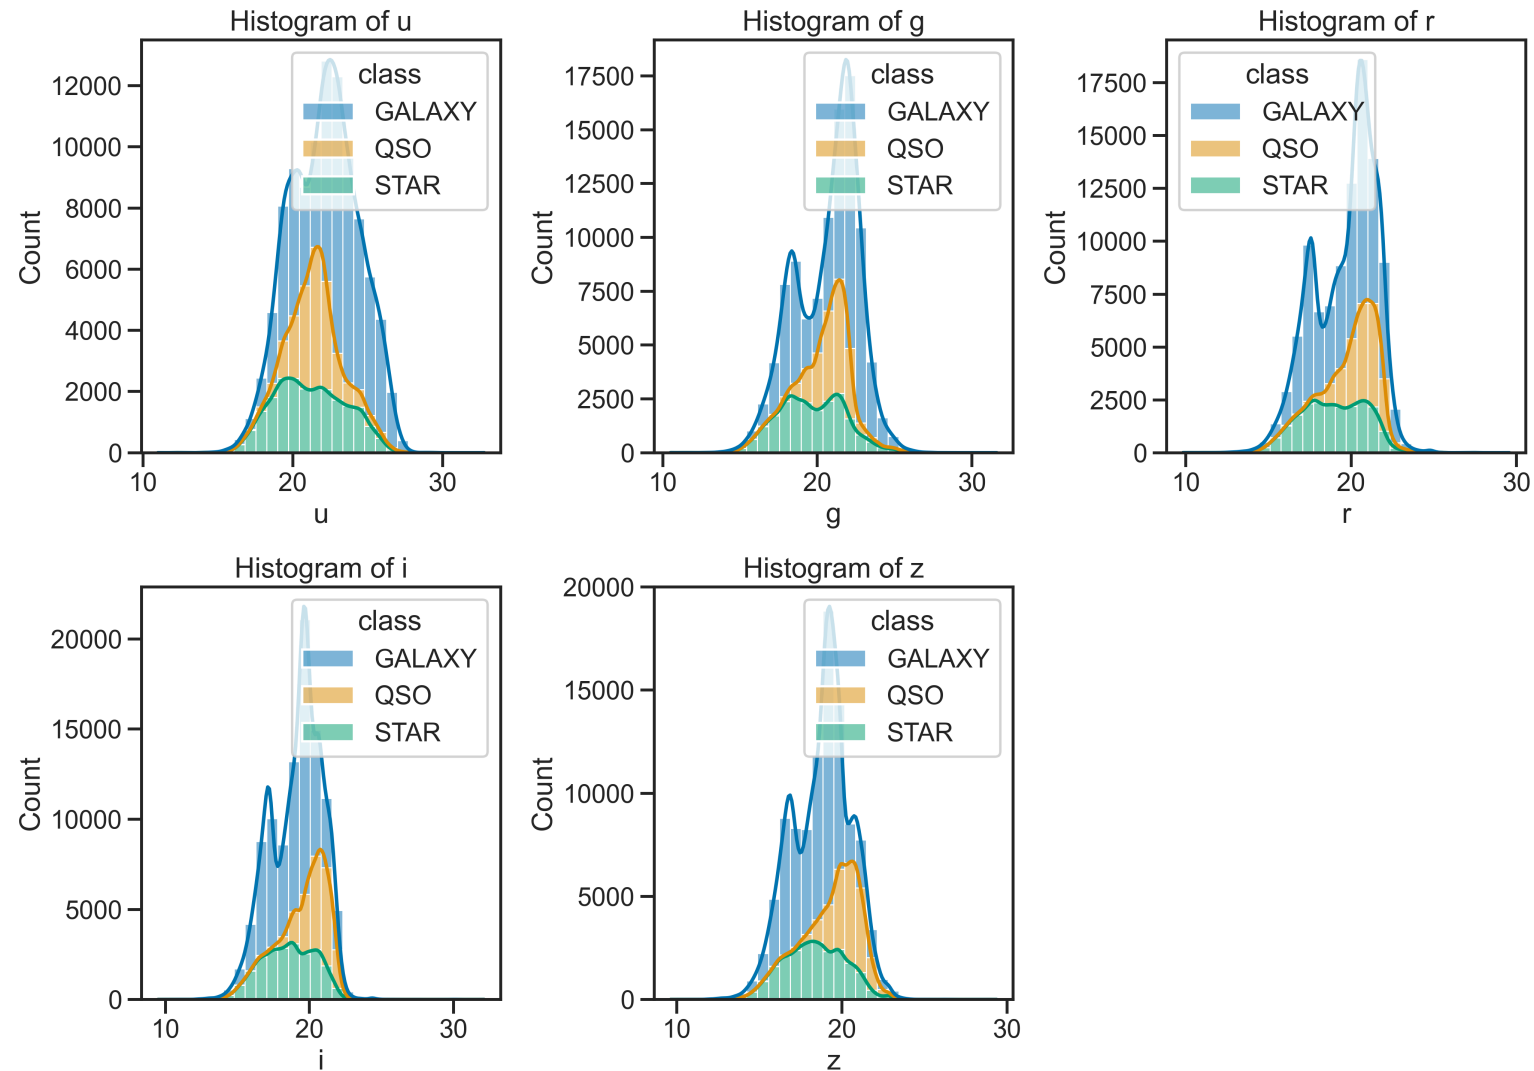 Histogram of u
Count
12000
10000
8000
6000
4000
2000
0
class
GALAXY
QSO
STAR
10 20 30
u
Histogram of g
Count
17500
15000
12500
10000
7500
5000
2500
0
class
GALAXY
QSO
STAR
10 20 30
g
Histogram of r
Count
17500
15000
12500
10000
7500
5000
2500
0
class
GALAXY
QSO
STAR
10 20 30
r
Histogram of i
Count
20000
15000
10000
5000
0
class
GALAXY
QSO
STAR
10 20 30
i
Histogram of z
Count
20000
15000
10000
5000
0
class
GALAXY
QSO
STAR
10 20 30
z